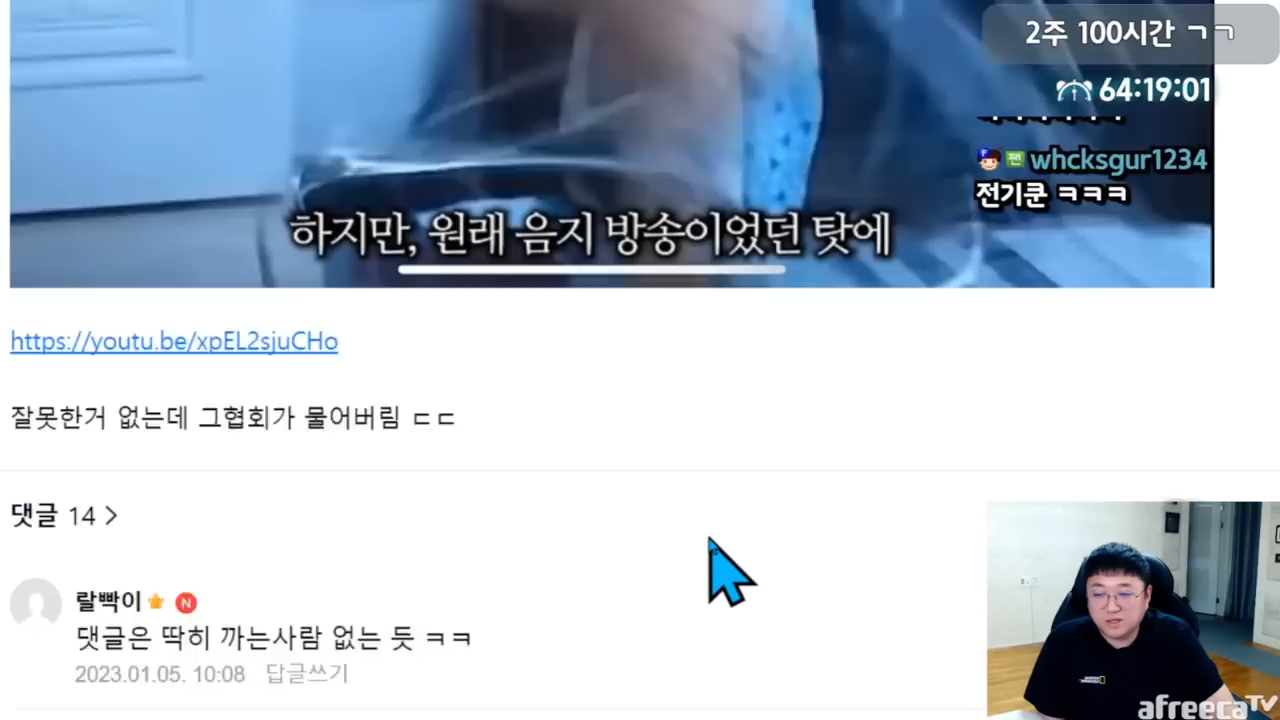 2주 100시간 ㄱㄱ
64:19:01
whcksgur1234
전기쿤 ㅋㅋㅋ
하지만, 원래 음지 방송이었던 탓에
https://youtu.be/xpEL2sjuCHo
잘못한거 없는데 그협회가 물어버림 ㄷㄷ
댓글 14 >
랄빡이 N
댓글은 딱히 까는사람 없는 듯 ㅋㅋ
2023.01.05. 10:08 답글쓰기
afreecaTV